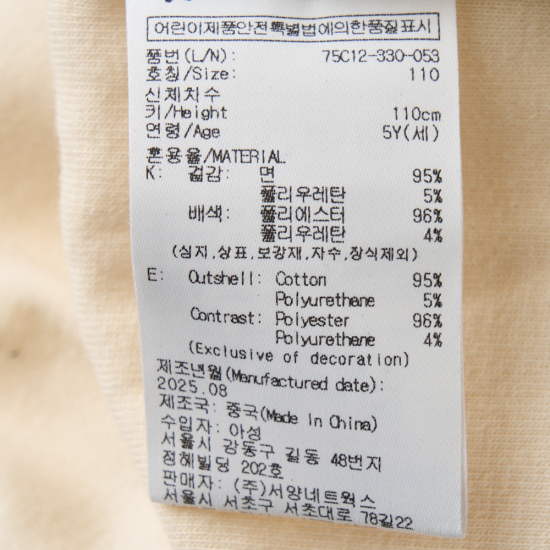 어린이제품안전특별법에의한품질표시
품번(L/N): 75C12-330-053
호칭/Size: 110
신체치수
키/Height 110cm
연령/Age 5Y(세)
혼용율/MATERIAL
K: 겉감: 면 95%
폴리우레탄 5%
배색: 폴리에스터 96%
폴리우레탄 4%
(심지,상표,보강재,자수,장식제외)
E: Outshell: Cotton 95%
Polyurethane 5%
Contrast: Polyester 96%
Polyurethane 4%
(Exclusive of decoration)
제조년월(Manufactured date):
2025.08
제조국: 중국(Made in China)
수입자: 아성
서울시 강동구 길동 48번지
정해빌딩 202호
판매자: (주)서양네트웍스
서울시 서초구 서초대로 78길22